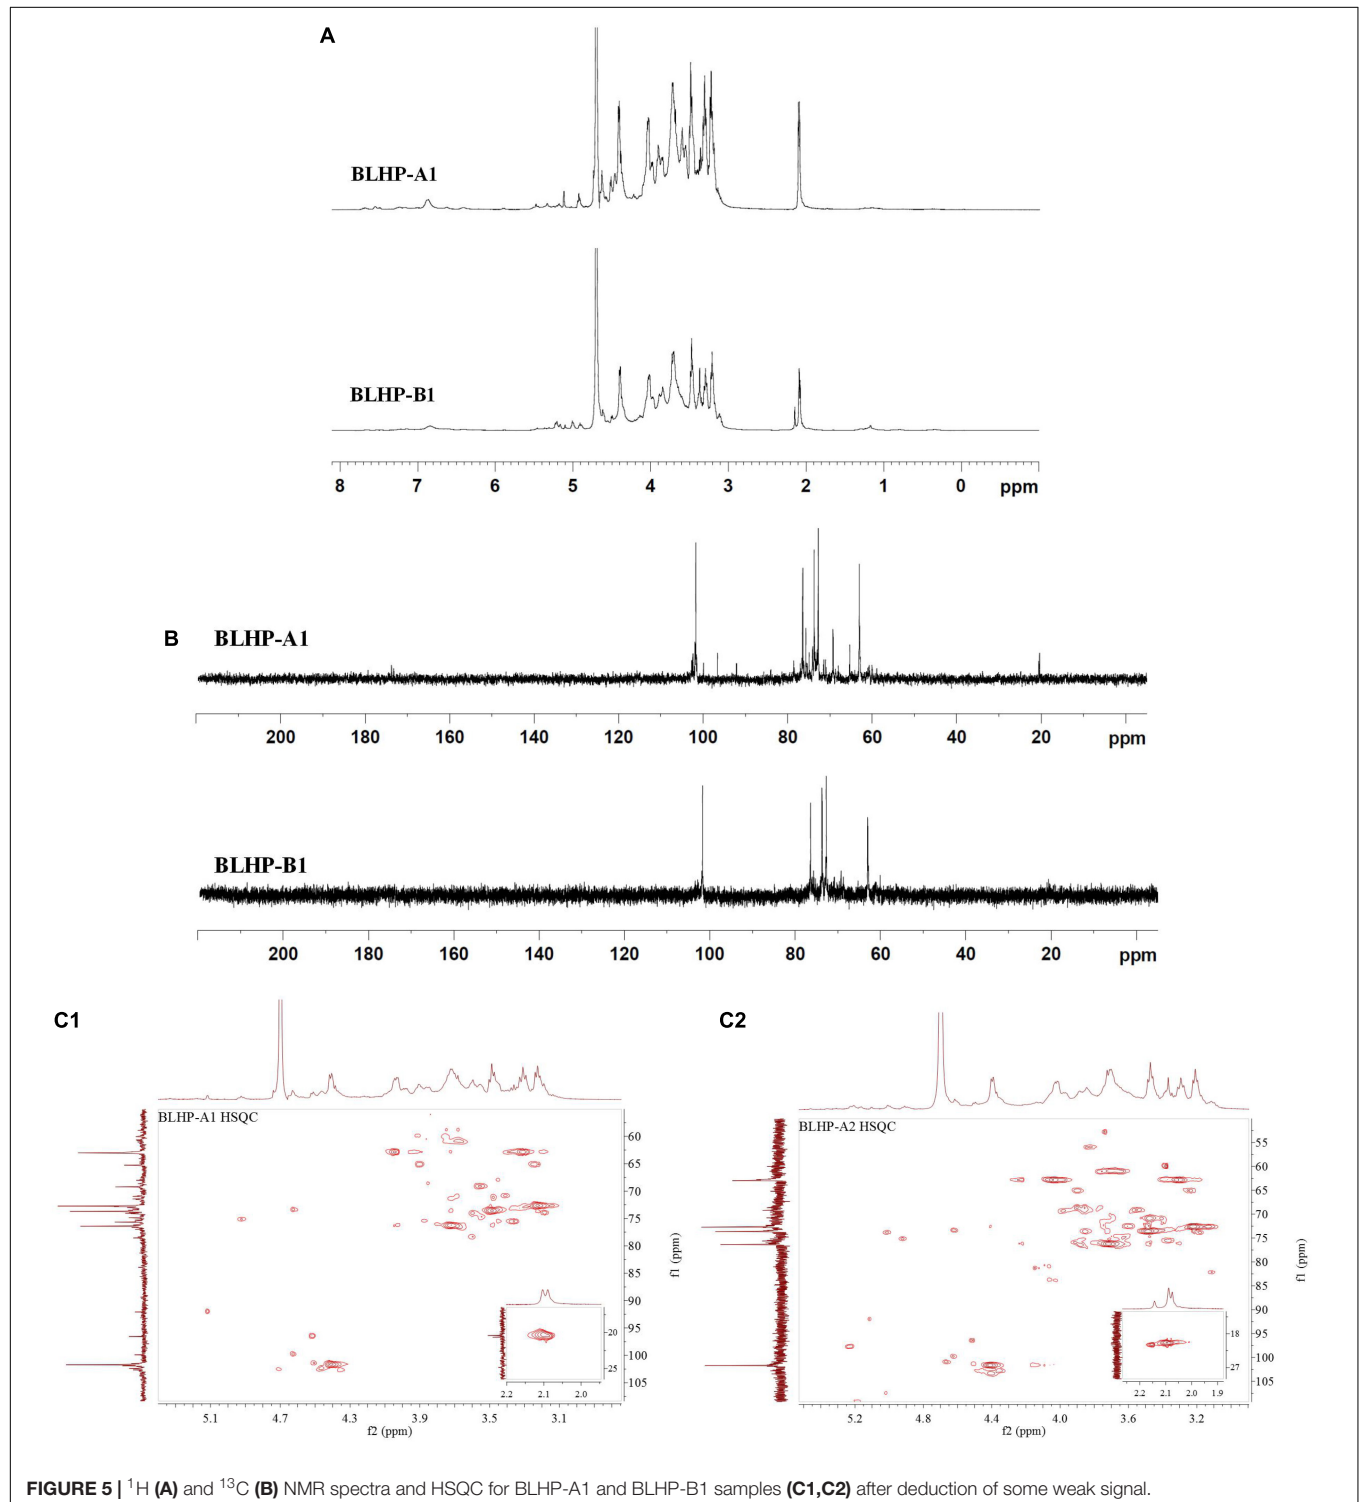 A
BLHP-A1
BLHP-B1
8 7 6 5 4 3 2 1 0 ppm
B BLHP-A1
200 180 160 140 120 100 80 60 40 20 ppm
BLHP-B1
200 180 160 140 120 100 80 60 40 20 ppm
C1
BLHP-A1 HSQC
60
65
70
75
80
85
90
95
100
105
f1 (ppm)
20
25
2.2 2.1 2.0
5.1 4.7 4.3 3.9 3.5 3.1
f2 (ppm)
C2
BLHP-A2 HSQC
55
60
65
70
75
80
85
90
95
100
105
f1 (ppm)
18
27
2.2 2.1 2.0 1.9
5.2 4.8 4.4 4.0 3.6 3.2
f2 (ppm)
FIGURE 5 | ¹H (A) and ¹³C (B) NMR spectra and HSQC for BLHP-A1 and BLHP-B1 samples (C1,C2) after deduction of some weak signal.